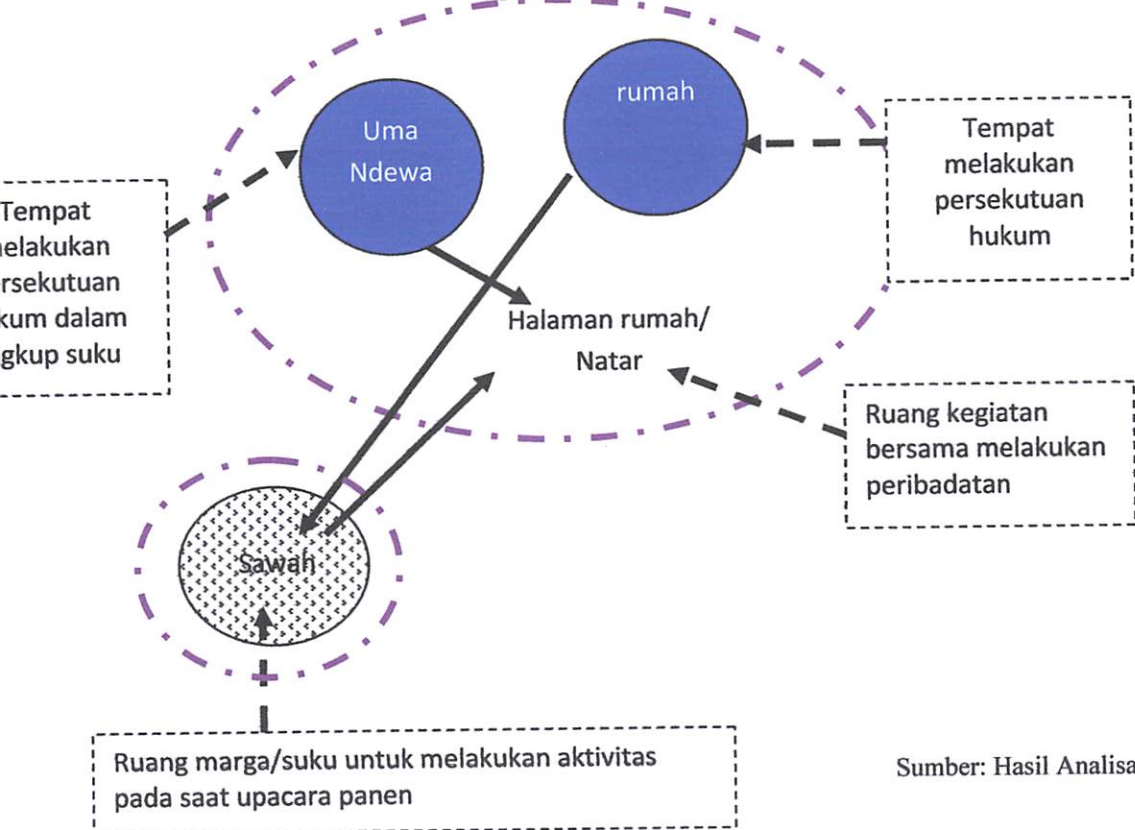 rumah
Uma
Ndewa
Tempat
melakukan
persekutuan
hukum
Tempat
elakukan
rsekutuan
kum dalam
gkup suku
Halaman rumah/
Natar
Ruang kegiatan
bersama melakukan
peribadatan
Sawah
Ruang marga/suku untuk melakukan aktivitas
pada saat upacara panen
Sumber: Hasil Analisa